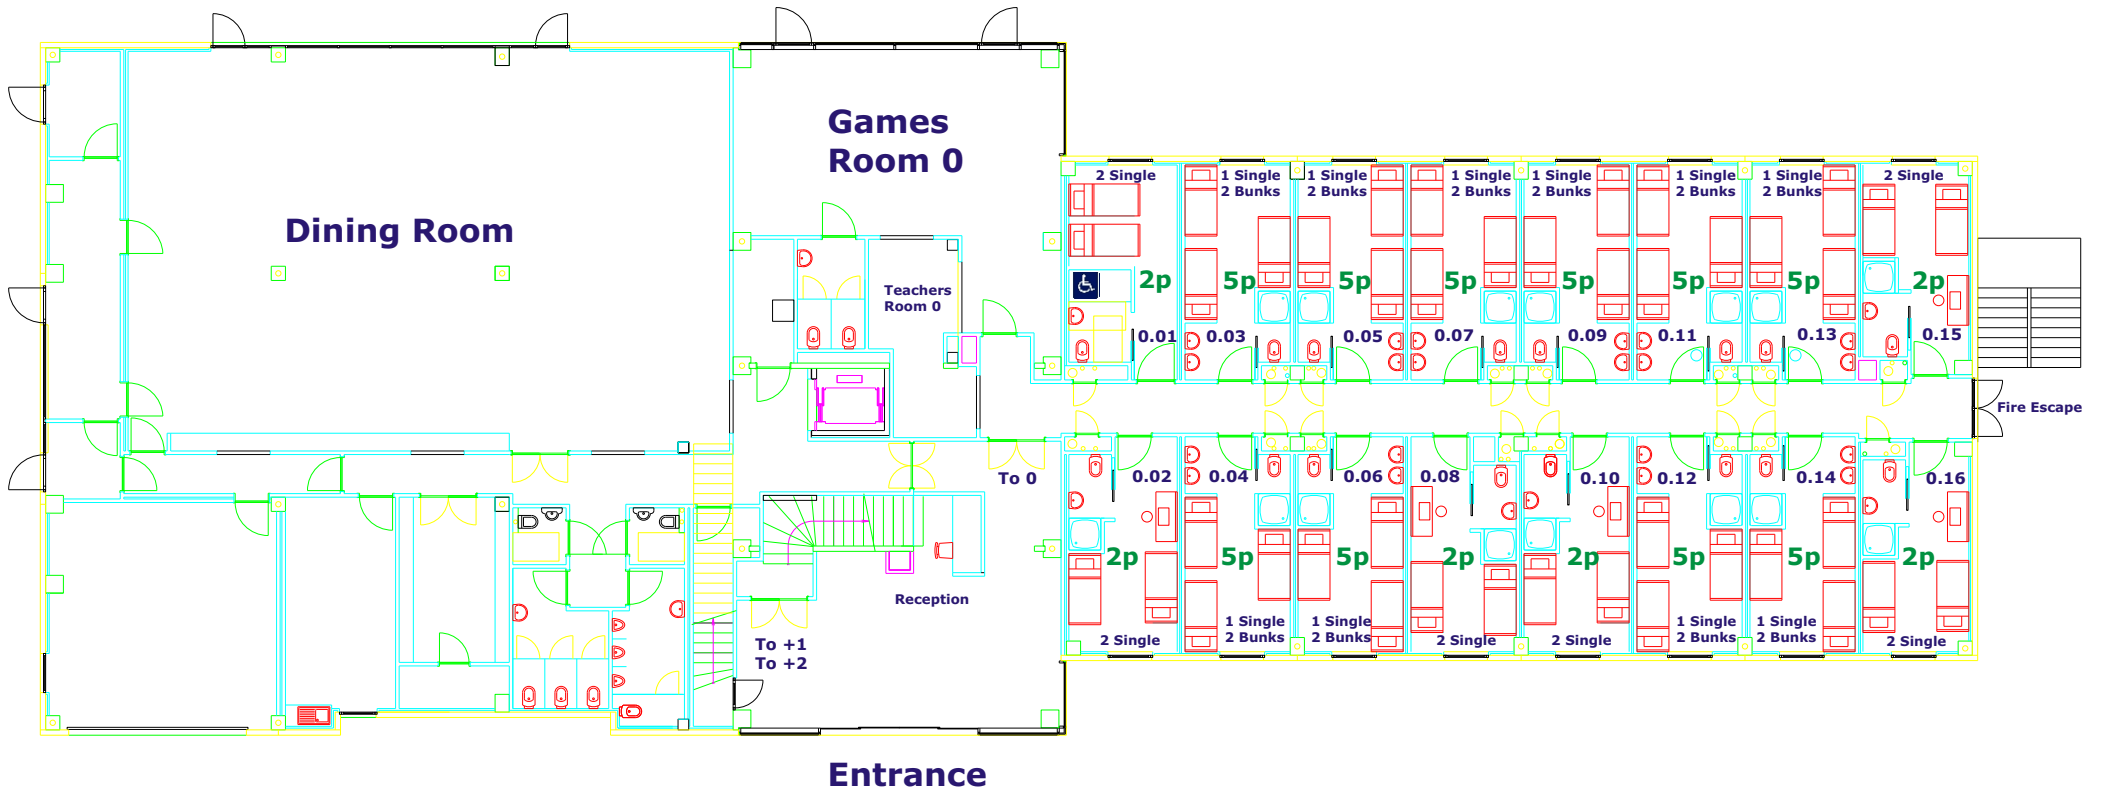 Games
Room 0
Dining Room
Teachers
Room 0
2 Single
1 Single
2 Bunks
1 Single
2 Bunks
1 Single
2 Bunks
1 Single
2 Bunks
1 Single
2 Bunks
1 Single
2 Bunks
2 Single
2p
5p
5p
5p
5p
5p
5p
2p
0.01
0.03
0.05
0.07
0.09
0.11
0.13
0.15
Fire Escape
To 0
0.02
0.04
0.06
0.08
0.10
0.12
0.14
0.16
2p
5p
5p
2p
2p
5p
5p
2p
2 Single
1 Single
2 Bunks
1 Single
2 Bunks
2 Single
2 Single
1 Single
2 Bunks
1 Single
2 Bunks
2 Single
Reception
To +1
To +2
Entrance